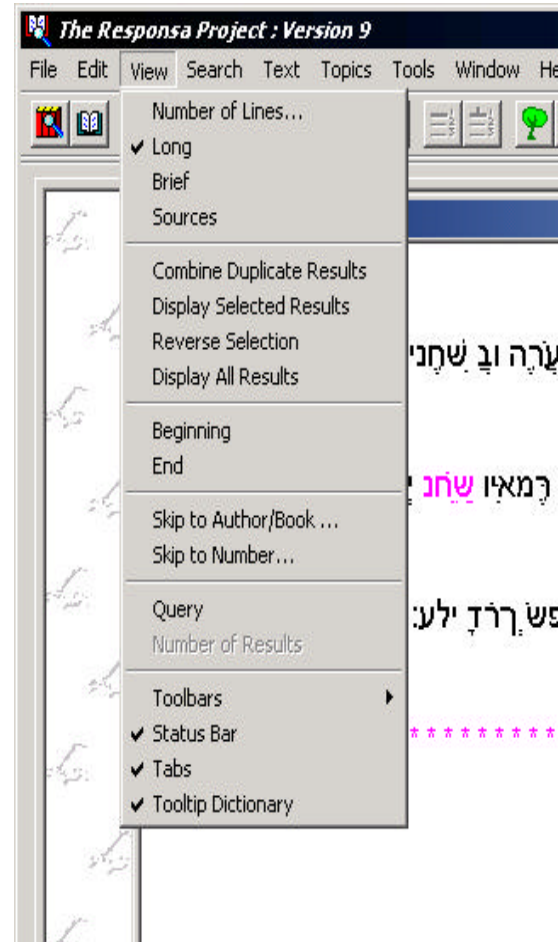 The Responsa Project : Version 9
File Edit View Search Text Topics Tools Window
Number of Lines...
Long
Brief
Sources
Combine Duplicate Results
Display Selected Results
Reverse Selection
Display All Results
Beginning
End
Skip to Author/Book ...
Skip to Number...
Query
Number of Results
Toolbars
Status Bar
Tabs
Tooltip Dictionary
ילע:
* * * * * * * * *